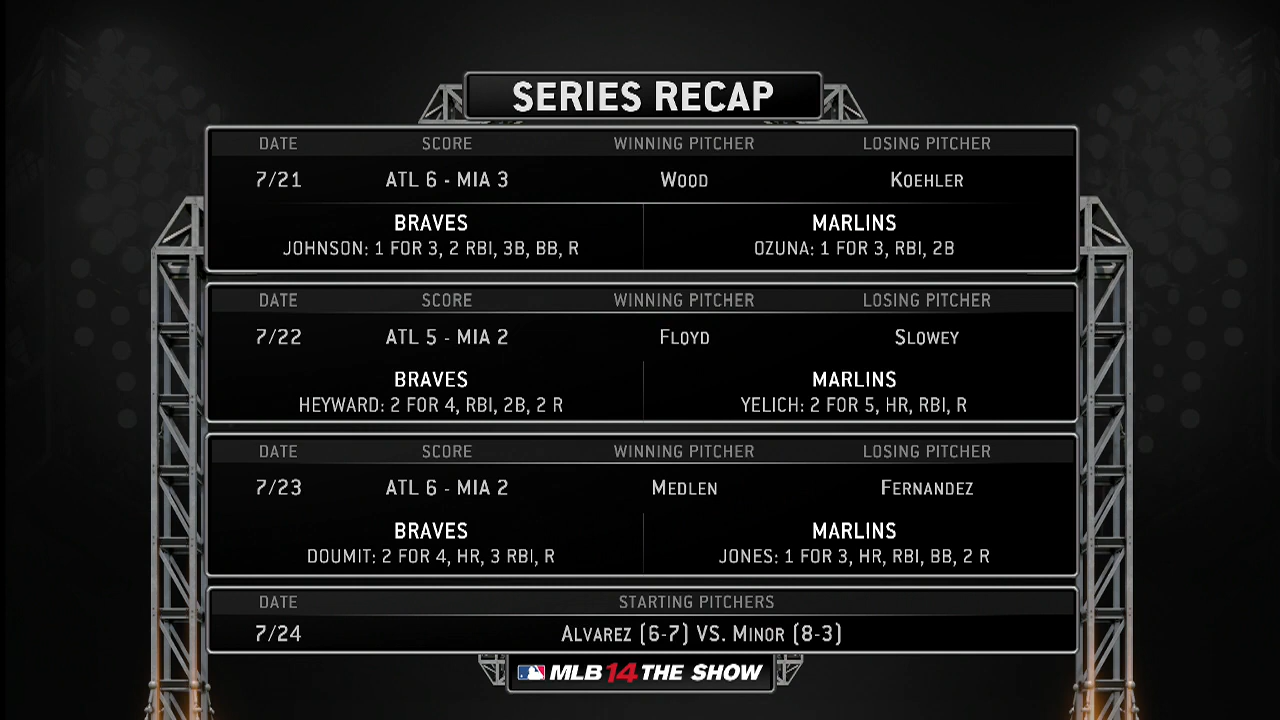 SERIES RECAP
DATE SCORE WINNING PITCHER LOSING PITCHER
7/21 ATL 6 - MIA 3 WOOD KOEHLER
BRAVES MARLINS
JOHNSON: 1 FOR 3, 2 RBI, 3B, BB, R OZUNA: 1 FOR 3, RBI, 2B
DATE SCORE WINNING PITCHER LOSING PITCHER
7/22 ATL 5 - MIA 2 FLOYD SLOWEY
BRAVES MARLINS
HEYWARD: 2 FOR 4, RBI, 2B, 2 R YELICH: 2 FOR 5, HR, RBI, R
DATE SCORE WINNING PITCHER LOSING PITCHER
7/23 ATL 6 - MIA 2 MEDLEN FERNANDEZ
BRAVES MARLINS
DOUMIT: 2 FOR 4, HR, 3 RBI, R JONES: 1 FOR 3, HR, RBI, BB, 2 R
DATE STARTING PITCHERS
7/24 ALVAREZ (6-7) VS. MINOR (8-3)
MLB 14 THE SHOW